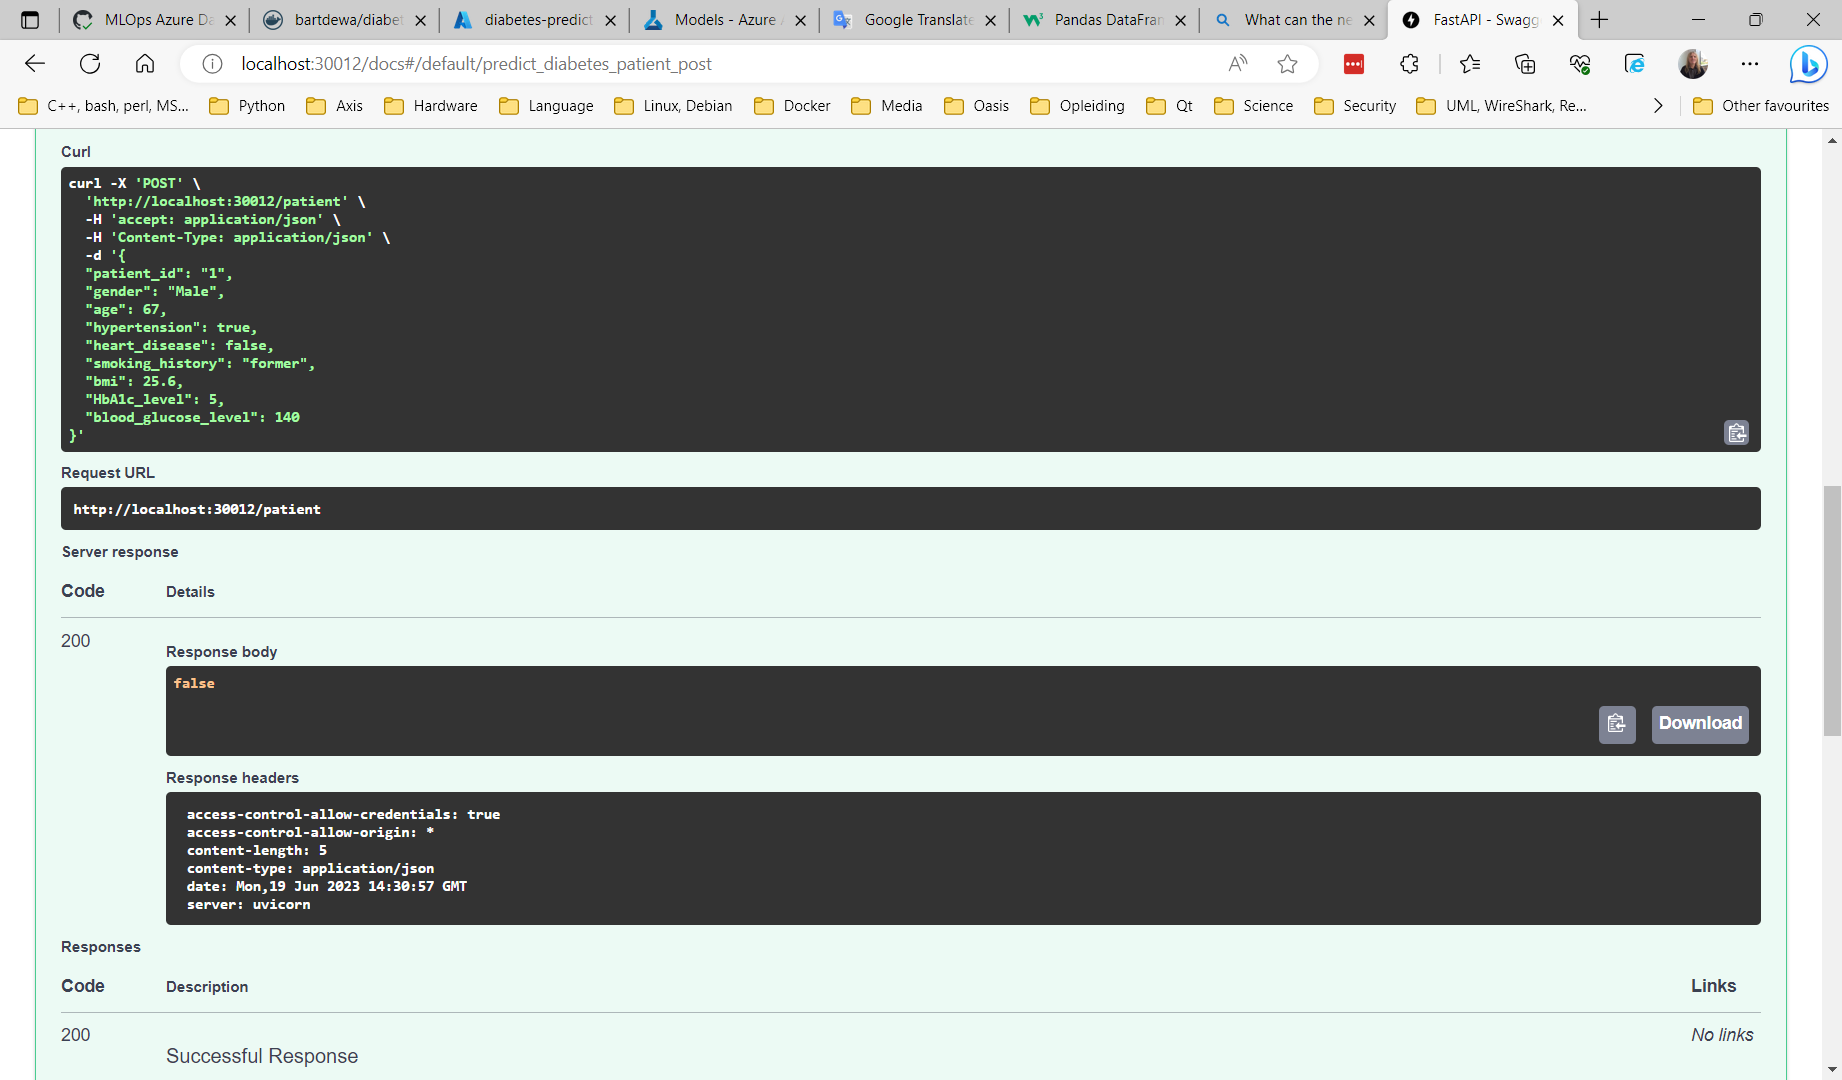 MLOps Azure Da
bartdewa/diabet
diabetes-predict
Models - Azure
Google Translate
Pandas DataFran
What can the ne
FastAPI - Swagg
localhost:30012/docs#/default/predict_diabetes_patient_post
C++, bash, perl, MS...
Python
Axis
Hardware
Language
Linux, Debian
Docker
Media
Oasis
Opleiding
Qt
Science
Security
UML, WireShark, Re...
Other favourites
Curl
curl -X 'POST' \
'http://localhost:30012/patient' \
-H 'accept: application/json' \
-H 'Content-Type: application/json' \
-d '{
"patient_id": "1",
"gender": "Male",
"age": 67,
"hypertension": true,
"heart_disease": false,
"smoking_history": "former",
"bmi": 25.6,
"HbA1c_level": 5,
"blood_glucose_level": 140
}'
Request URL
http://localhost:30012/patient
Server response
Code Details
200
Response body
false
Download
Response headers
access-control-allow-credentials: true
access-control-allow-origin: *
content-length: 5
content-type: application/json
date: Mon,19 Jun 2023 14:30:57 GMT
server: uvicorn
Responses
Code Description Links
200 No links
Successful Response